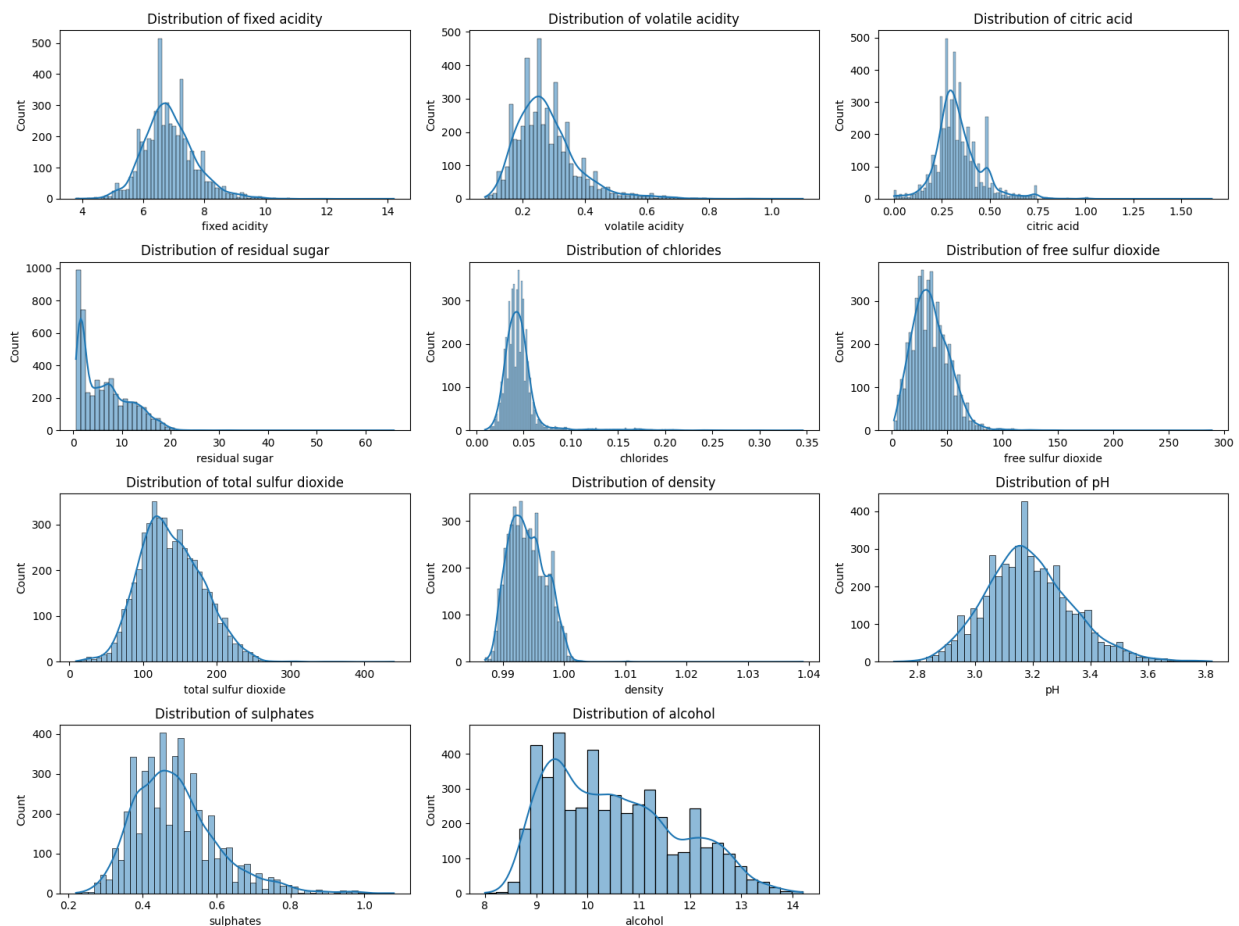 Distribution of fixed acidity
500
400
300
200
100
0
Count
4 6 8 10 12 14
fixed acidity
Distribution of volatile acidity
500
400
300
200
100
0
Count
0.2 0.4 0.6 0.8 1.0
volatile acidity
Distribution of citric acid
500
400
300
200
100
0
Count
0.00 0.25 0.50 0.75 1.00 1.25 1.50
citric acid
Distribution of residual sugar
1000
800
600
400
200
0
Count
0 10 20 30 40 50 60
residual sugar
Distribution of chlorides
300
200
100
0
Count
0.00 0.05 0.10 0.15 0.20 0.25 0.30 0.35
chlorides
Distribution of free sulfur dioxide
300
200
100
0
Count
0 50 100 150 200 250 300
free sulfur dioxide
Distribution of total sulfur dioxide
300
200
100
0
Count
0 100 200 300 400
total sulfur dioxide
Distribution of density
300
200
100
0
Count
0.99 1.00 1.01 1.02 1.03 1.04
density
Distribution of pH
400
300
200
100
0
Count
2.8 3.0 3.2 3.4 3.6 3.8
pH
Distribution of sulphates
400
300
200
100
0
Count
0.2 0.4 0.6 0.8 1.0
sulphates
Distribution of alcohol
400
300
200
100
0
Count
8 9 10 11 12 13 14
alcohol